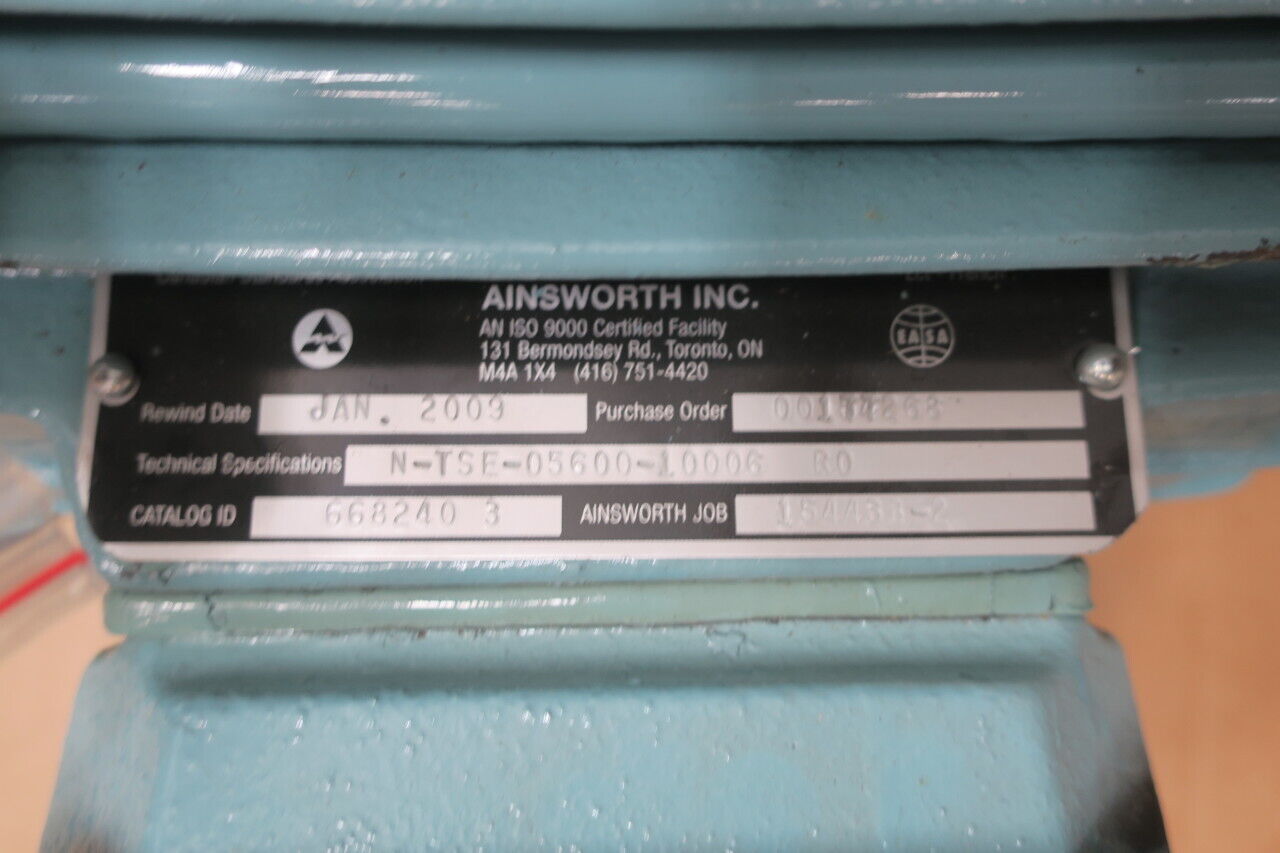 AINSWORTH INC.
AN ISO 9000 Certified Facility
131 Bermondsey Rd., Toronto, ON
M4A 1X4 (416) 751-4420
EASA
Rewind Date JAN. 2009 Purchase Order
Technical Specifications N-TSE-05600-10006 R0
CATALOG ID 668240 3 AINSWORTH JOB